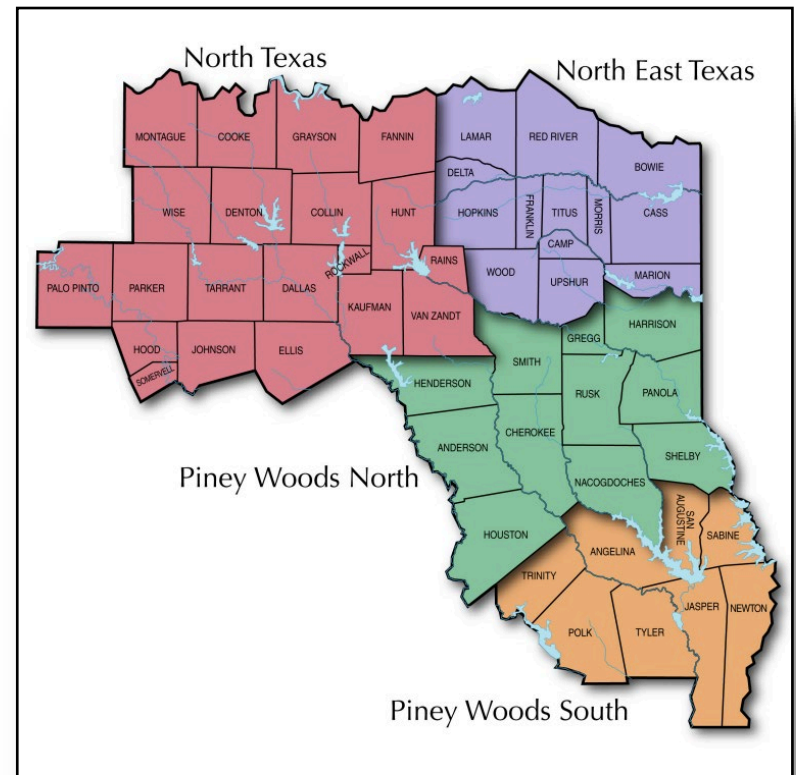 North Texas
North East Texas
MONTAGUE
COOKE
GRAYSON
FANNIN
LAMAR
RED RIVER
BOWIE
DELTA
WISE
DENTON
COLLIN
HUNT
HOPKINS
FRANKLIN
TITUS
MORRIS
CASS
CAMP
ROCKWALL
RAINS
WOOD
UPSHUR
MARION
PALO PINTO
PARKER
TARRANT
DALLAS
KAUFMAN
VAN ZANDT
HARRISON
GREGG
HOOD
JOHNSON
ELLIS
SMITH
SOMERVELL
HENDERSON
RUSK
PANOLA
CHEROKEE
ANDERSON
SHELBY
Piney Woods North
NACOGDOCHES
SAN
AUGUSTINE
SABINE
HOUSTON
ANGELINA
TRINITY
JASPER
NEWTON
POLK
TYLER
Piney Woods South